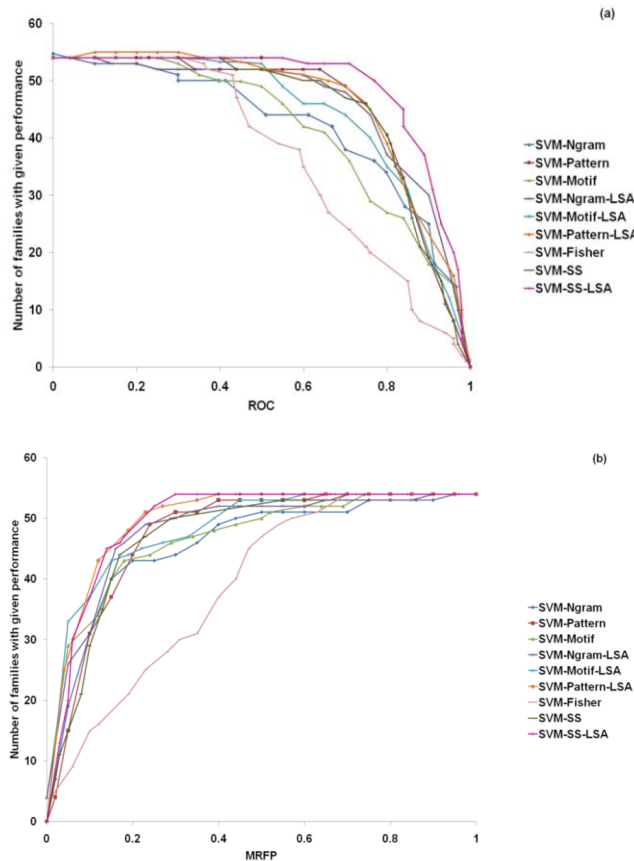 (a)
Number of families with given performance
60
50
40
30
20
10
0
0
0.2
0.4
0.6
0.8
1
ROC
SVM-Ngram
SVM-Pattern
SVM-Motif
SVM-Ngram-LSA
SVM-Motif-LSA
SVM-Pattern-LSA
SVM-Fisher
SVM-SS
SVM-SS-LSA
(b)
Number of families with given performance
60
50
40
30
20
10
0
0
0.2
0.4
0.6
0.8
1
MRFP
SVM-Ngram
SVM-Pattern
SVM-Motif
SVM-Ngram-LSA
SVM-Motif-LSA
SVM-Pattern-LSA
SVM-Fisher
SVM-SS
SVM-SS-LSA